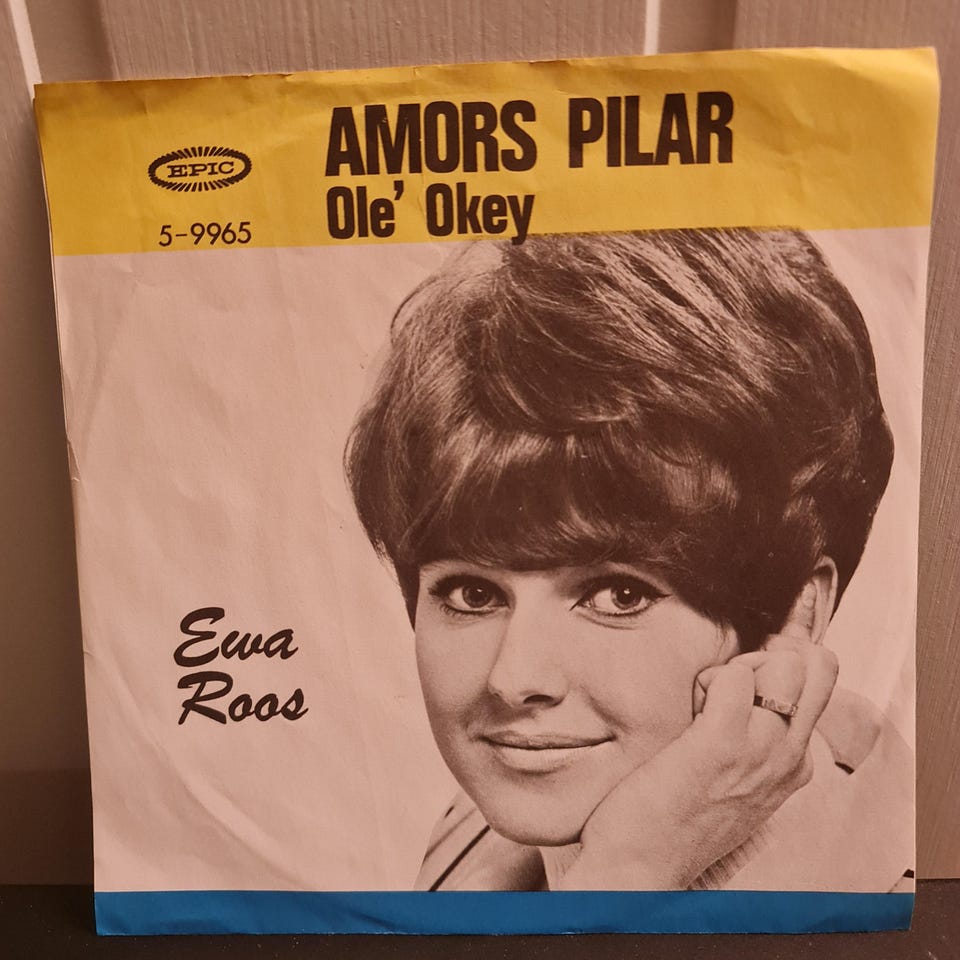 AMORS PILAR
EPIC
Ole' Okey
5-9965
Ewa
Roos